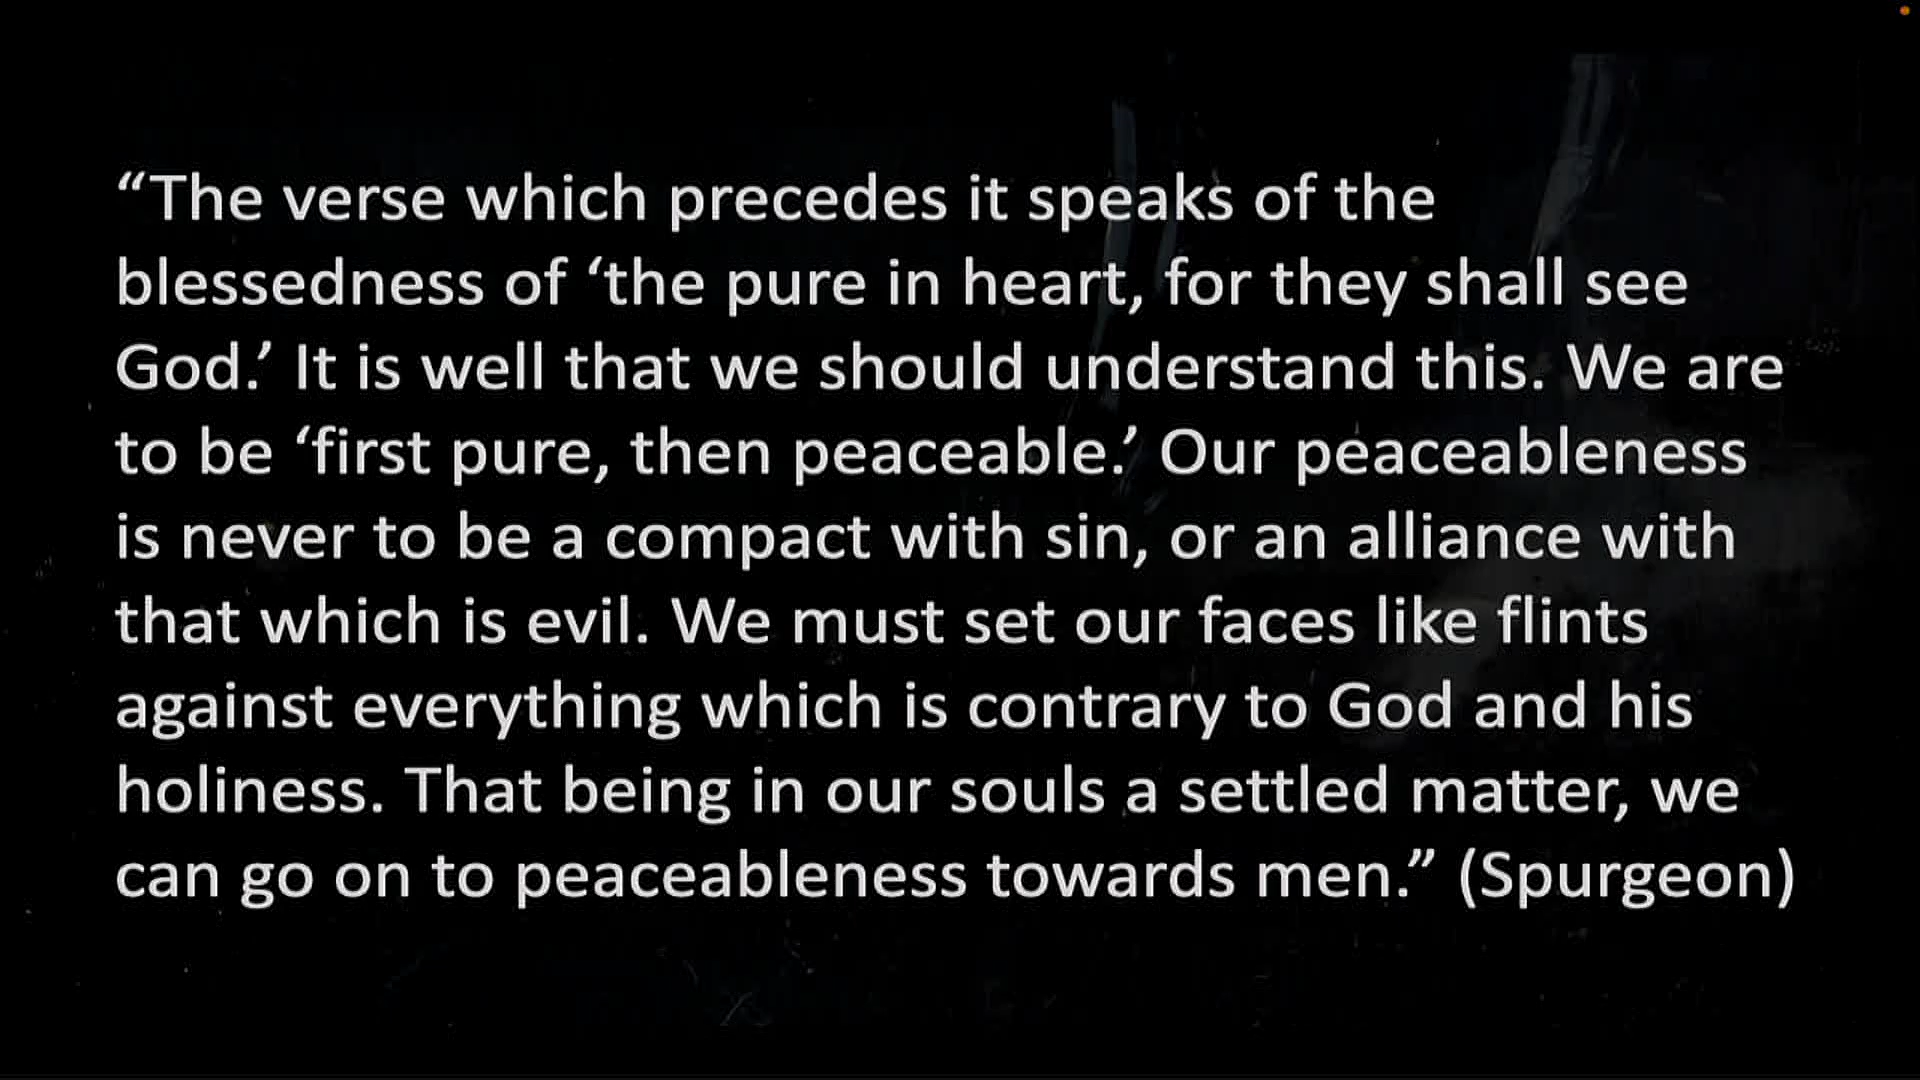 “The verse which precedes it speaks of the
blessedness of ‘the pure in heart, for they shall see
God.’ It is well that we should understand this. We are
to be ‘first pure, then peaceable.’ Our peaceableness
is never to be a compact with sin, or an alliance with
that which is evil. We must set our faces like flints
against everything which is contrary to God and his
holiness. That being in our souls a settled matter, we
can go on to peaceableness towards men.” (Spurgeon)